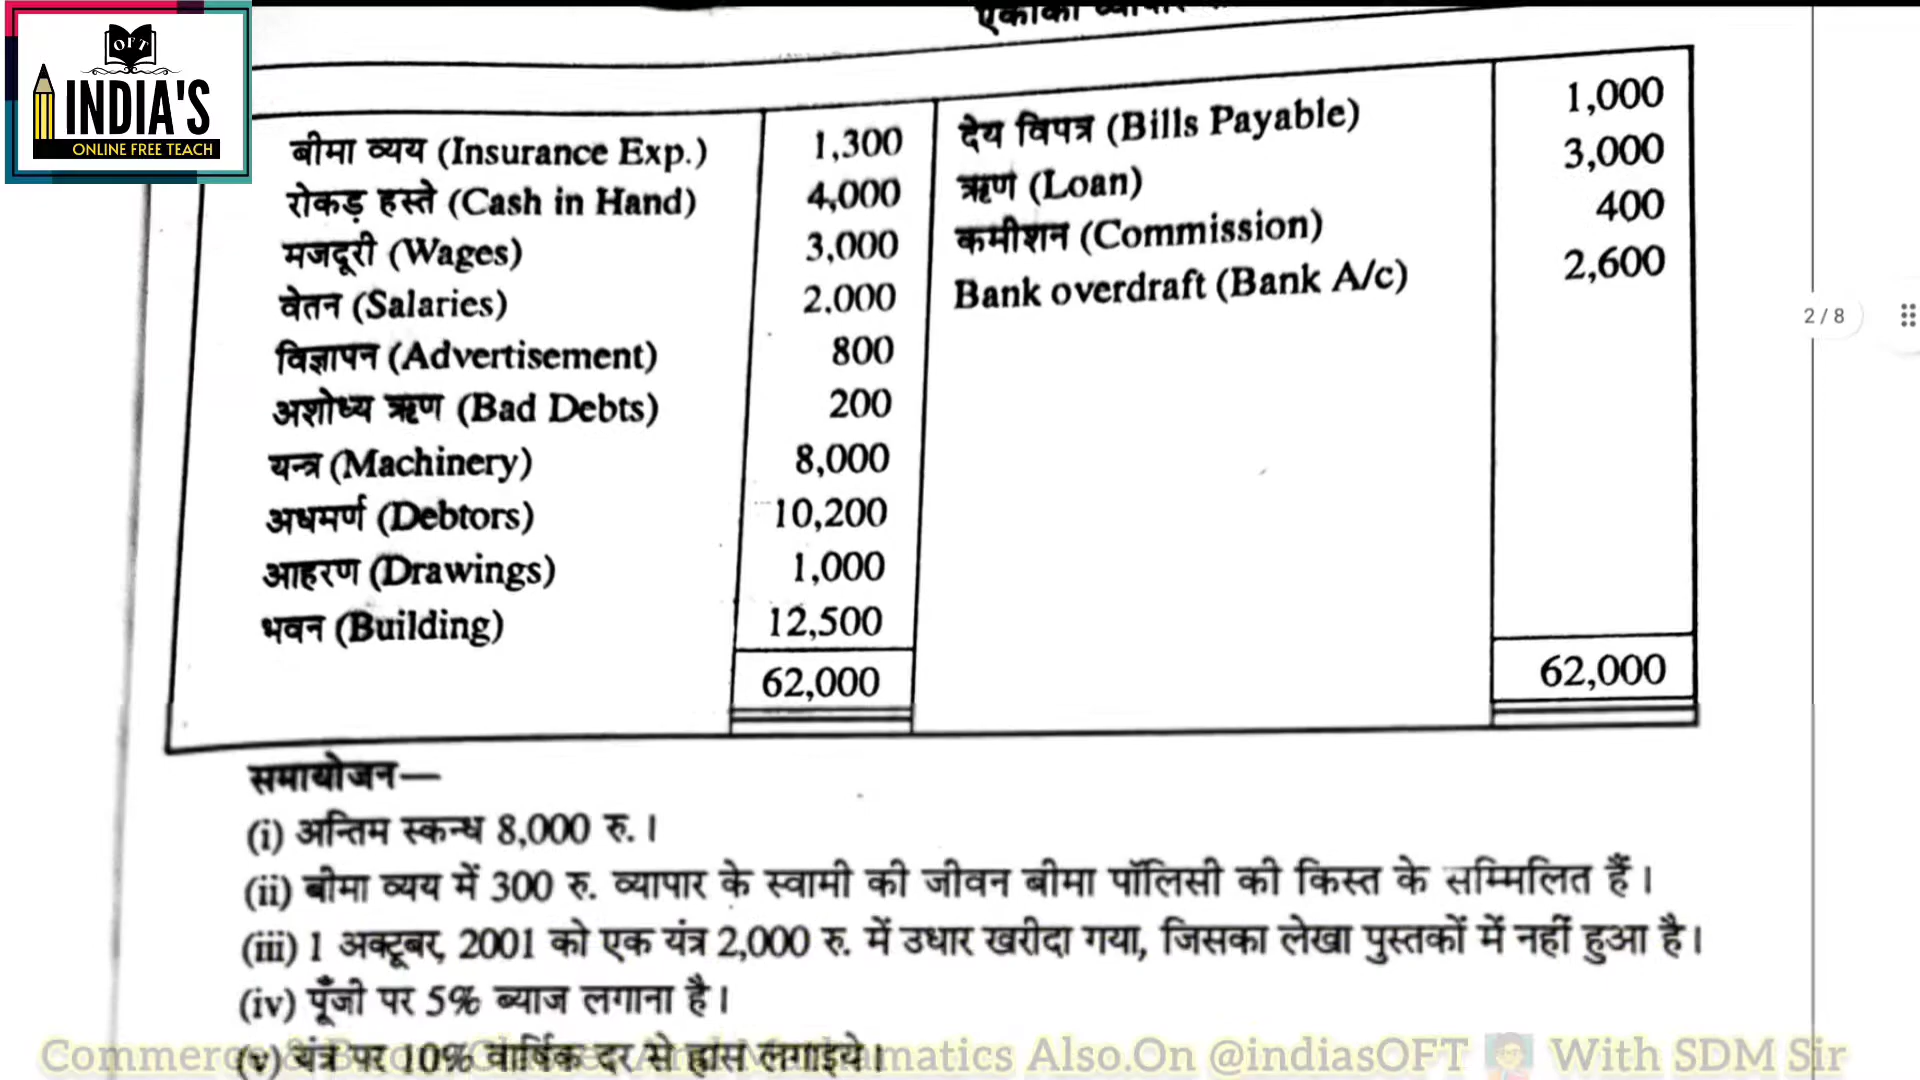 OFT
INDIA'S
ONLINE FREE TEACH
बीमा व्यय (Insurance Exp.) 1,300 देय विपत्र (Bills Payable) 1,000
रोकड़ हस्ते (Cash in Hand) 4,000 ऋण (Loan) 3,000
मजदूरी (Wages) 3,000 कमीशन (Commission) 400
वेतन (Salaries) 2,000 Bank overdraft (Bank A/c) 2,600
विज्ञापन (Advertisement) 800
अशोध्य ऋण (Bad Debts) 200
यन्त्र (Machinery) 8,000
अधमर्ण (Debtors) 10,200
आहरण (Drawings) 1,000
भवन (Building) 12,500
62,000 62,000
2 / 8
समायोजन—
(i) अन्तिम स्कन्ध 8,000 रु.।
(ii) बीमा व्यय में 300 रु. व्यापार के स्वामी की जीवन बीमा पॉलिसी की किस्त के सम्मिलित हैं।
(iii) 1 अक्टूबर, 2001 को एक यंत्र 2,000 रु. में उधार खरीदा गया, जिसका लेखा पुस्तकों में नहीं हुआ है।
(iv) पूँजी पर 5% ब्याज लगाना है।
(v) यंत्र पर 10% वार्षिक दर से ह्रास लगाइये।
Commerce & Also.On @indiasOFT With SDM Sir